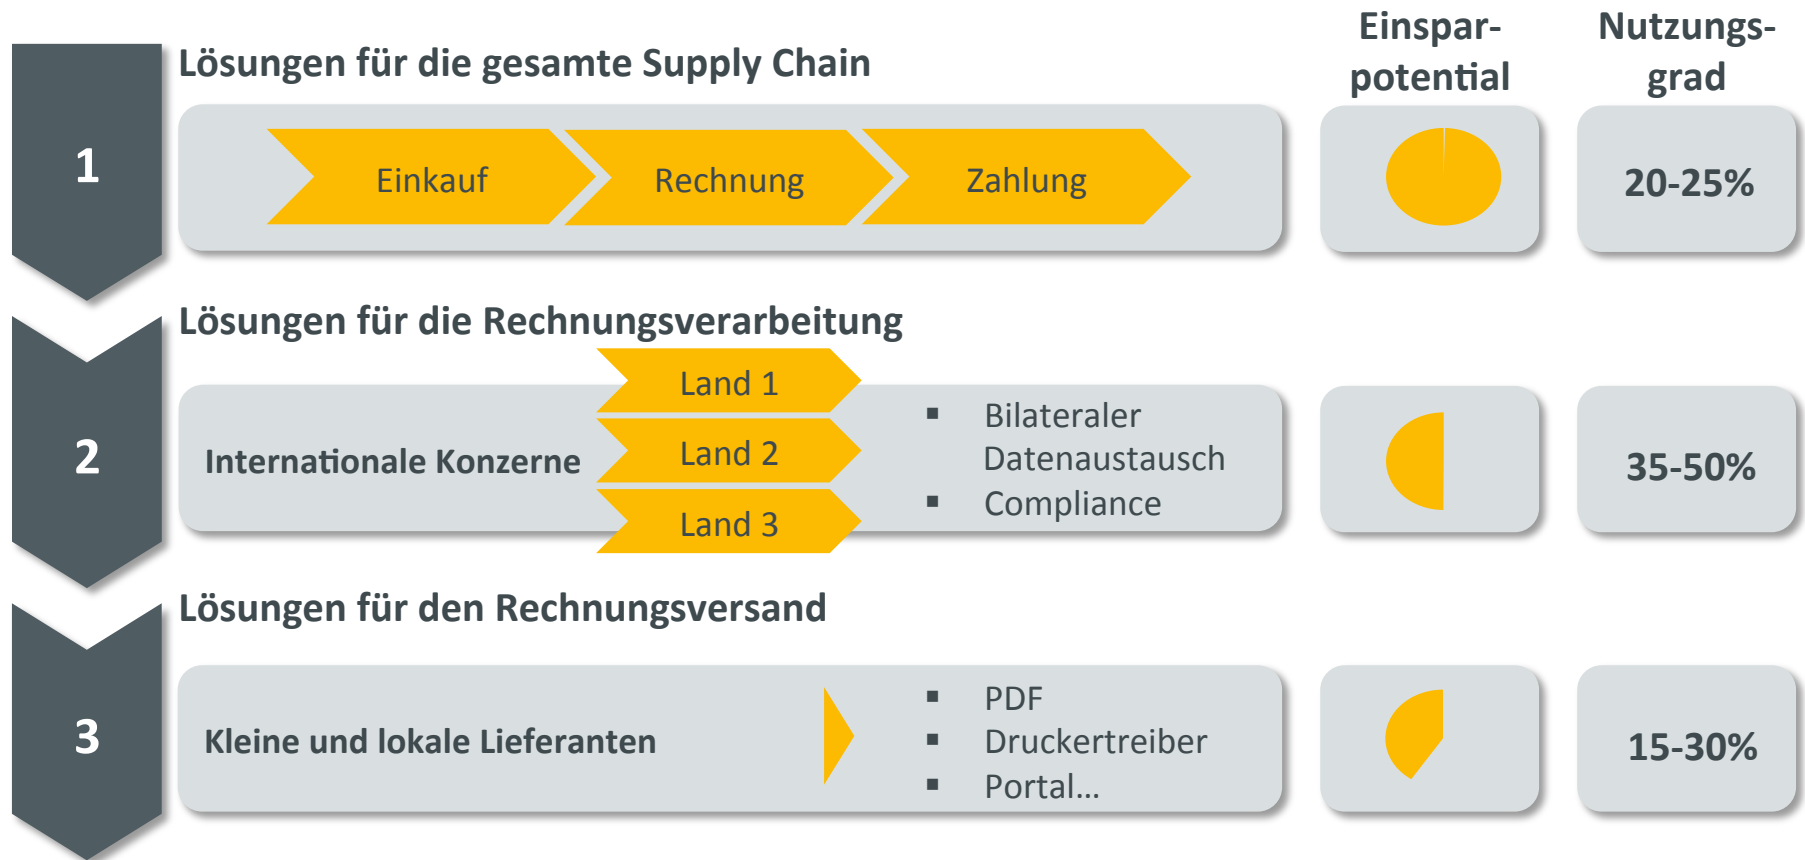 Einspar-
potential
Nutzungs-
grad
Lösungen für die gesamte Supply Chain
1
Einkauf
Rechnung
Zahlung
20-25%
Lösungen für die Rechnungsverarbeitung
2
Internationale Konzerne
Land 1
Land 2
Land 3
▪ Bilateraler
Datenaustausch
▪ Compliance
35-50%
Lösungen für den Rechnungsversand
3
Kleine und lokale Lieferanten
▪ PDF
▪ Druckertreiber
▪ Portal...
15-30%